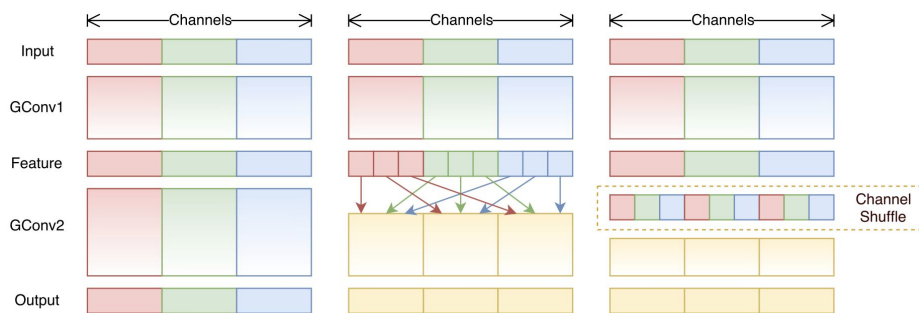 Channels
Channels
Channels
Input
GConv1
Feature
GConv2
Channel
Shuffle
Output